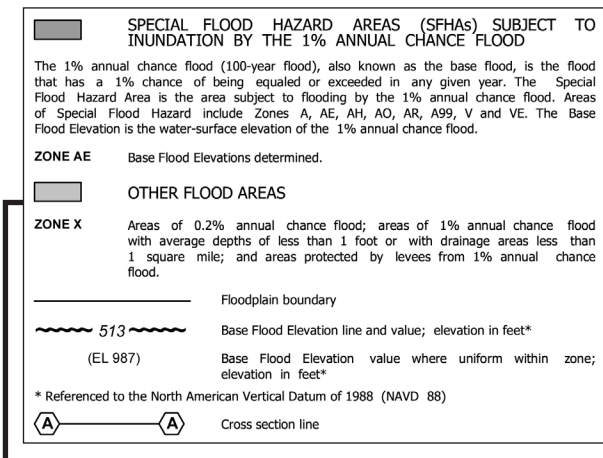 SPECIAL FLOOD HAZARD AREAS (SFHAs) SUBJECT TO
INUNDATION BY THE 1% ANNUAL CHANCE FLOOD
The 1% annual chance flood (100-year flood), also known as the base flood, is the flood
that has a 1% chance of being equaled or exceeded in any given year. The Special
Flood Hazard Area is the area subject to flooding by the 1% annual chance flood. Areas
of Special Flood Hazard include Zones A, AE, AH, AO, AR, A99, V and VE. The Base
Flood Elevation is the water-surface elevation of the 1% annual chance flood.
ZONE AE Base Flood Elevations determined.
OTHER FLOOD AREAS
ZONE X Areas of 0.2% annual chance flood; areas of 1% annual chance flood
with average depths of less than 1 foot or with drainage areas less than
1 square mile; and areas protected by levees from 1% annual chance
flood.
Floodplain boundary
513 Base Flood Elevation line and value; elevation in feet*
(EL 987) Base Flood Elevation value where uniform within zone;
elevation in feet*
* Referenced to the North American Vertical Datum of 1988 (NAVD 88)
A A Cross section line